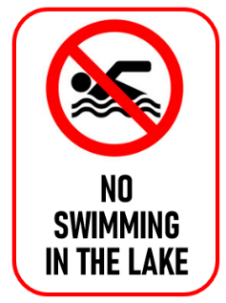 NO
SWIMMING
IN THE LAKE